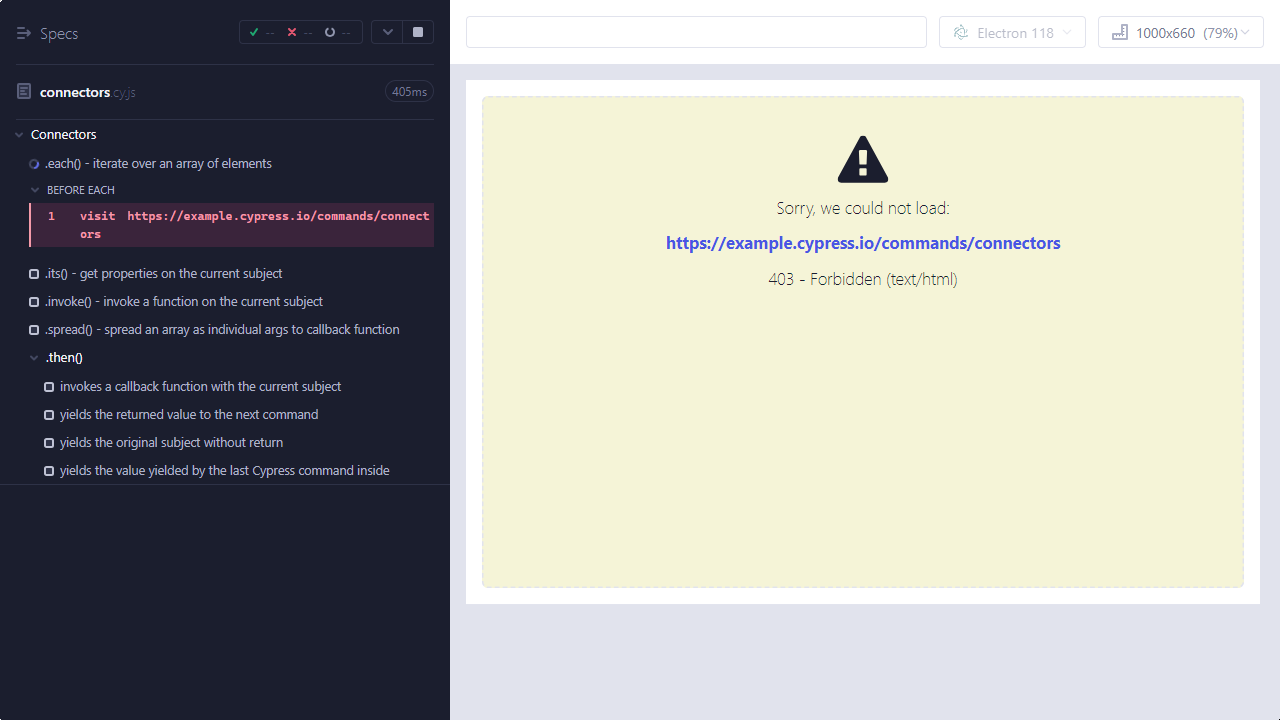 Specs
--
--
--
connectors.cy.js
405ms
Connectors
.each() - iterate over an array of elements
BEFORE EACH
1 visit https://example.cypress.io/commands/connect
ors
.its() - get properties on the current subject
.invoke() - invoke a function on the current subject
.spread() - spread an array as individual args to callback function
.then()
invokes a callback function with the current subject
yields the returned value to the next command
yields the original subject without return
yields the value yielded by the last Cypress command inside
Electron 118
1000x660 (79%)
Sorry, we could not load:
https://example.cypress.io/commands/connectors
403 - Forbidden (text/html)